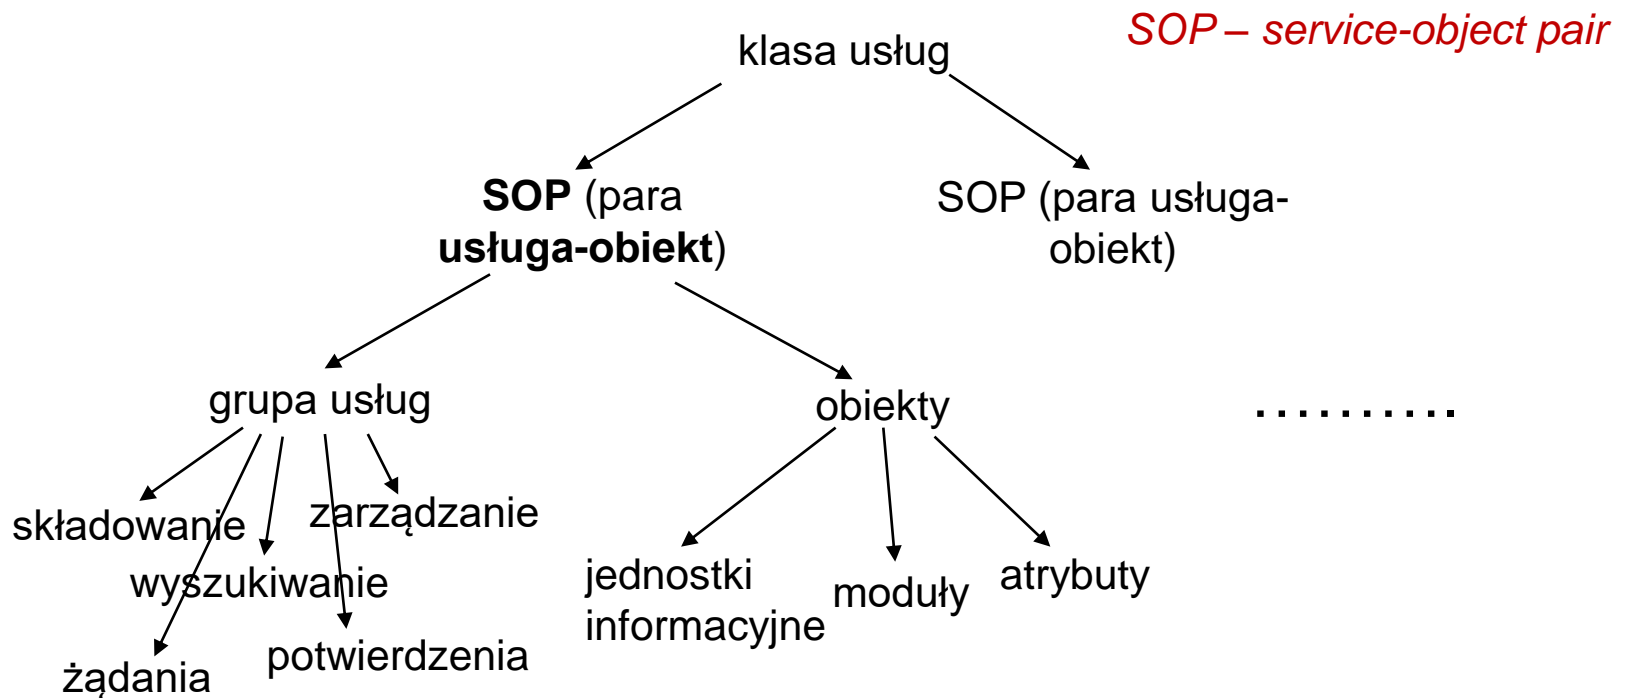 SOP – service-object pair
klasa usług
SOP (para
usługa-obiekt)
SOP (para usługa-
obiekt)
grupa usług
obiekty
..........
składowanie
zarządzanie
wyszukiwanie
żądania
potwierdzenia
jednostki
informacyjne
moduły
atrybuty